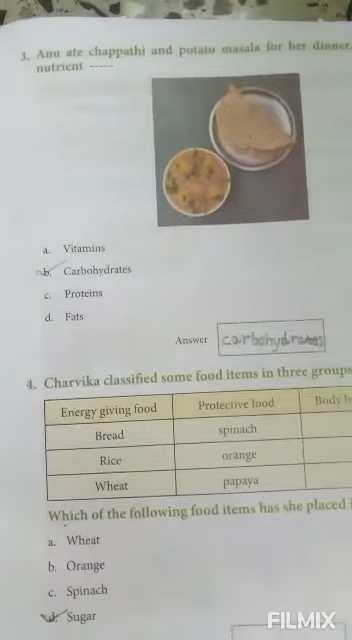 3. Anu ate chappathi and potato masala for her dinner.
nutrient -----
a. Vitamins
b. Carbohydrates
c. Proteins
d. Fats
Answer carbohydrates
4. Charvika classified some food items in three groups
Energy giving food Protective food Body
Bread spinach
Rice orange
Wheat papaya
Which of the following food items has she placed
a. Wheat
b. Orange
c. Spinach
d. Sugar
FILMIX